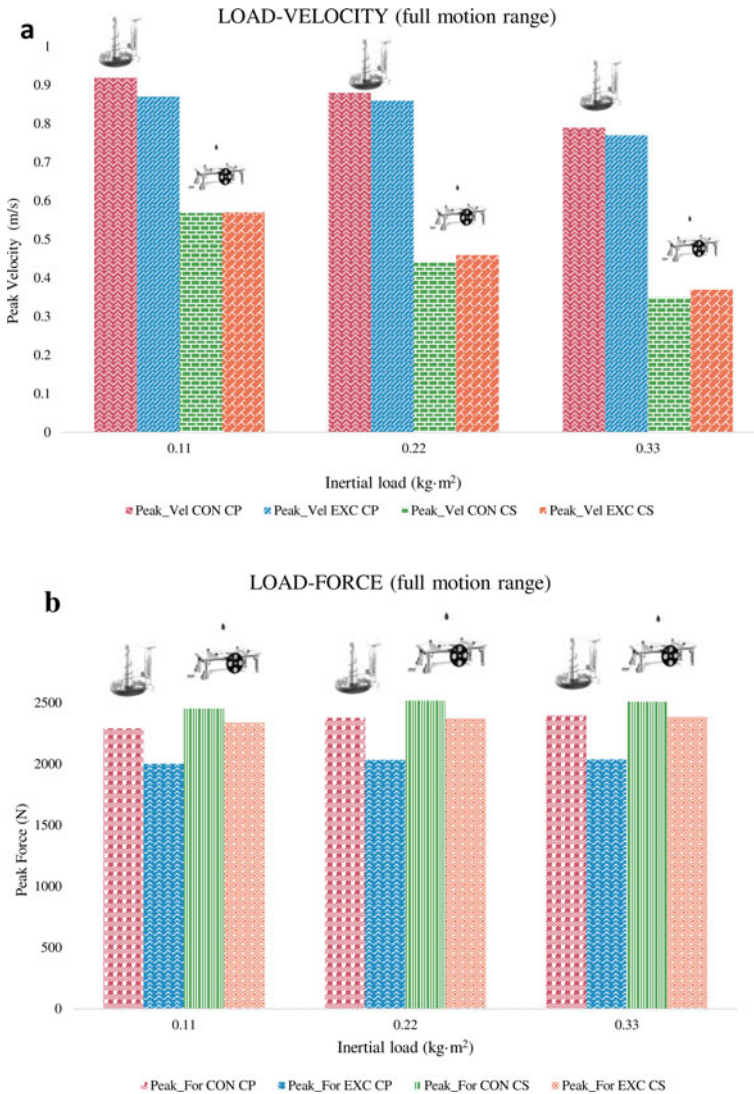 a
LOAD-VELOCITY (full motion range)
1
0.9
0.8
0.7
0.6
0.5
0.4
0.3
0.2
0.1
0
Peak Velocity (m/s)
0.11 0.22 0.33
Inertial load (kg·m²)
Peak_Vel CON CP Peak_Vel EXC CP Peak_Vel CON CS Peak_Vel EXC CS
b
LOAD-FORCE (full motion range)
2500
2000
1500
1000
500
0
Peak Force (N)
0.11 0.22 0.33
Inertial load (kg·m²)
Peak_For CON CP Peak_For EXC CP Peak_For CON CS Peak_For EXC CS